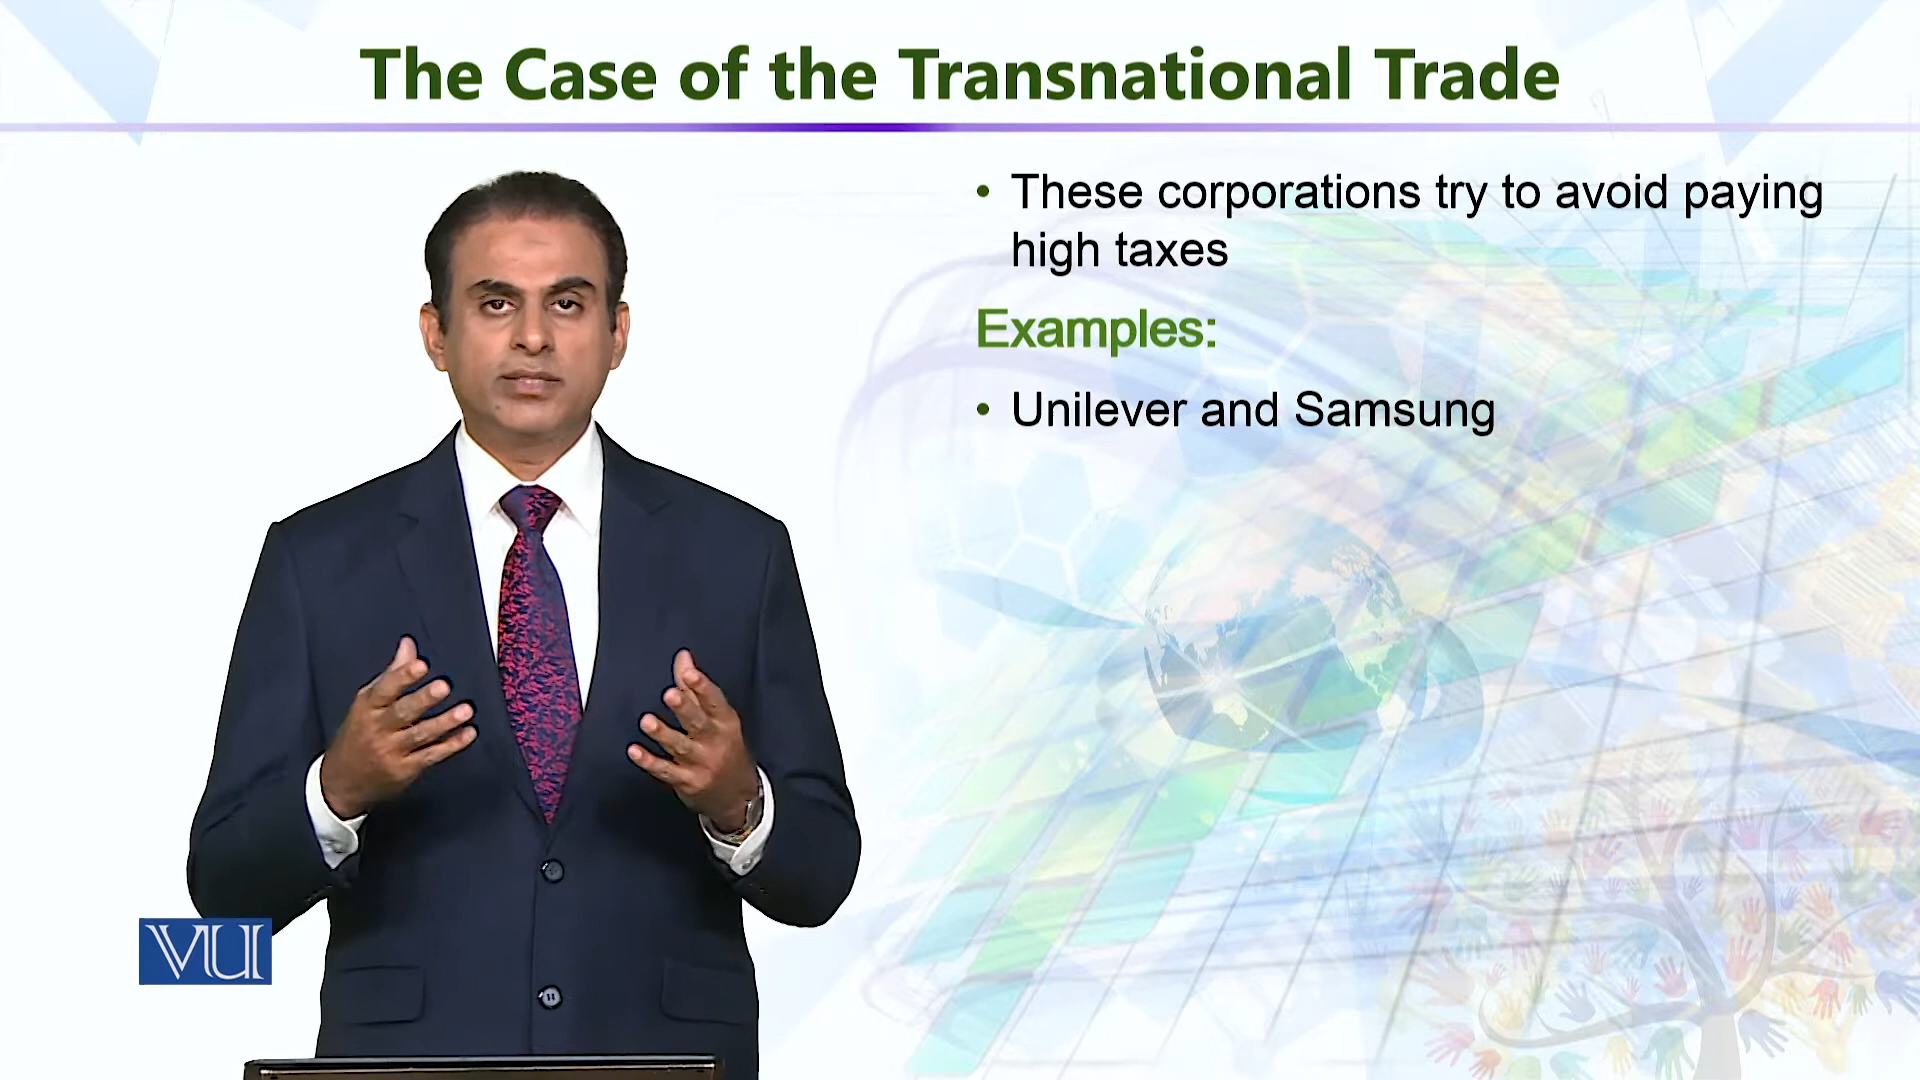 The Case of the Transnational Trade
• These corporations try to avoid paying
high taxes
Examples:
• Unilever and Samsung
VU